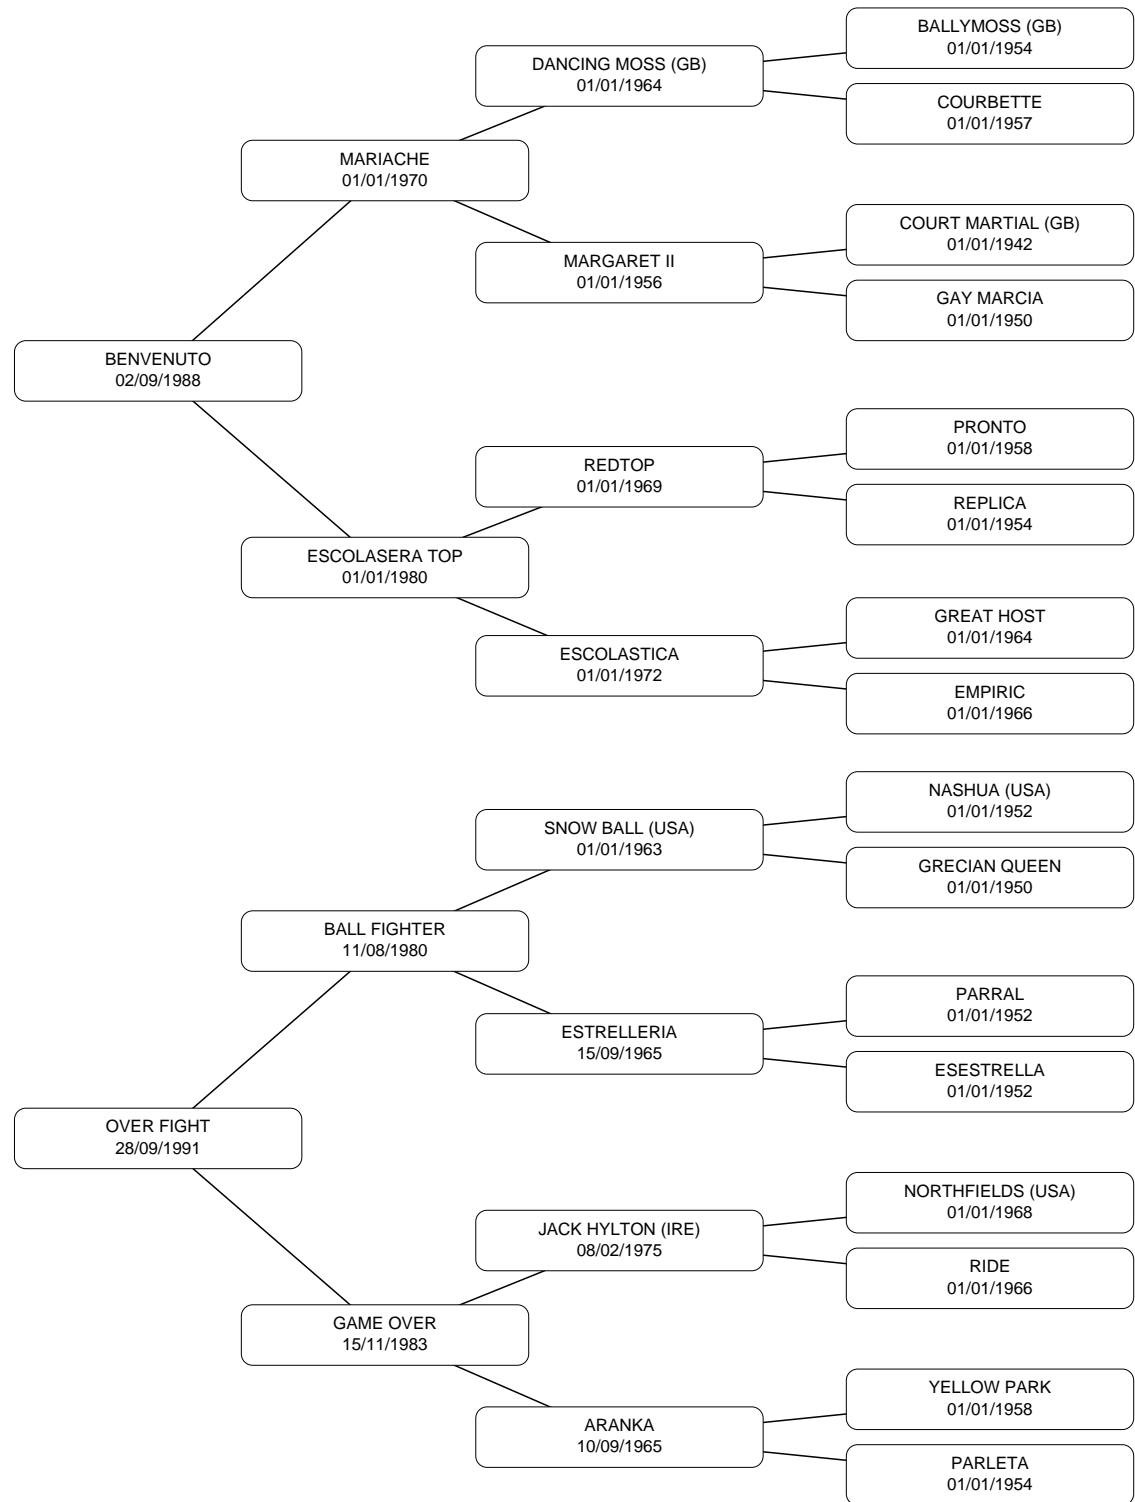 BALLYMOSS (GB)
01/01/1954
DANCING MOSS (GB)
01/01/1964
COURBETTE
01/01/1957
MARIACHE
01/01/1970
COURT MARTIAL (GB)
01/01/1942
MARGARET II
01/01/1956
GAY MARCIA
01/01/1950
BENVENUTO
02/09/1988
PRONTO
01/01/1958
REDTOP
01/01/1969
REPLICA
01/01/1954
ESCOLASERA TOP
01/01/1980
GREAT HOST
01/01/1964
ESCOLASTICA
01/01/1972
EMPIRIC
01/01/1966
NASHUA (USA)
01/01/1952
SNOW BALL (USA)
01/01/1963
GRECIAN QUEEN
01/01/1950
BALL FIGHTER
11/08/1980
PARRAL
01/01/1952
ESTRELLERIA
15/09/1965
ESESTRELLA
01/01/1952
OVER FIGHT
28/09/1991
NORTHFIELDS (USA)
01/01/1968
JACK HYLTON (IRE)
08/02/1975
RIDE
01/01/1966
GAME OVER
15/11/1983
YELLOW PARK
01/01/1958
ARANKA
10/09/1965
PARLETA
01/01/1954